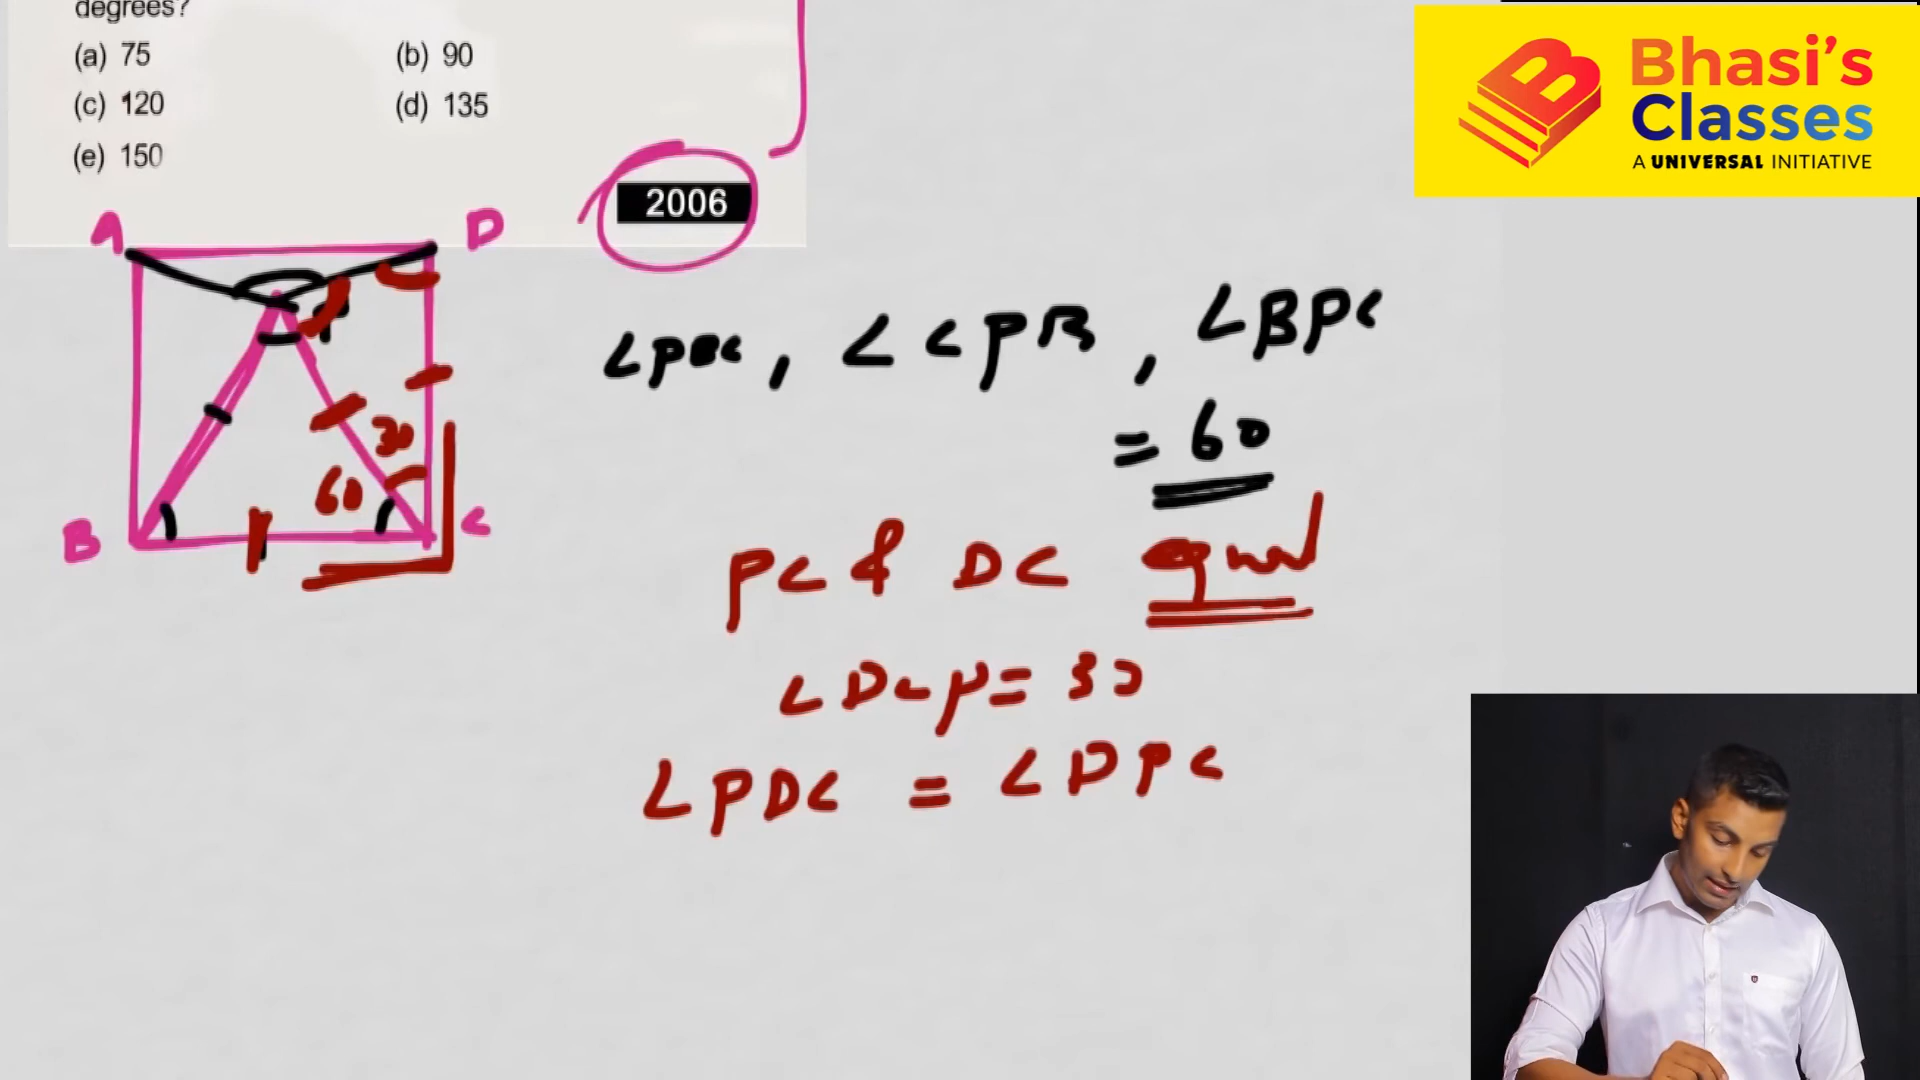 degrees?
(a) 75 (b) 90
(c) 120 (d) 135
(e) 150
2006
Bhasi's
Classes
A UNIVERSAL INITIATIVE
A D
P
30
60
B C
∠PBC, ∠CPB, ∠BPC
= 60
PC & DC equal
∠DCP = 30
∠PDC = ∠DPC